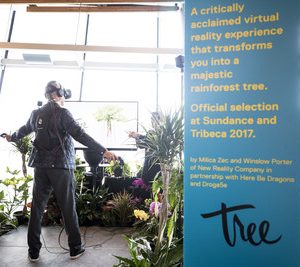 A critically
acclaimed virtual
reality experience
that transforms
you into a
majestic
rainforest tree.
Official selection
at Sundance and
Tribeca 2017.
by Milica Zec and Winslow Porter
of New Reality Company in
partnership with Here Be Dragons
and Droga5e
tree